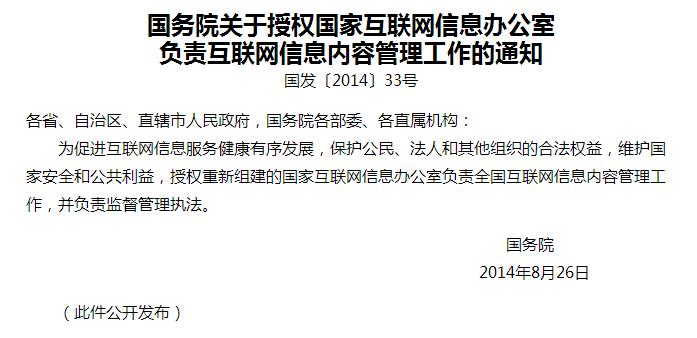 国务院关于授权国家互联网信息办公室
负责互联网信息内容管理工作的通知
国发〔2014〕33号
各省、自治区、直辖市人民政府，国务院各部委、各直属机构：
为促进互联网信息服务健康有序发展，保护公民、法人和其他组织的合法权益，维护国
家安全和公共利益，授权重新组建的国家互联网信息办公室负责全国互联网信息内容管理工
作，并负责监督管理执法。
国务院
2014年8月26日
（此件公开发布）